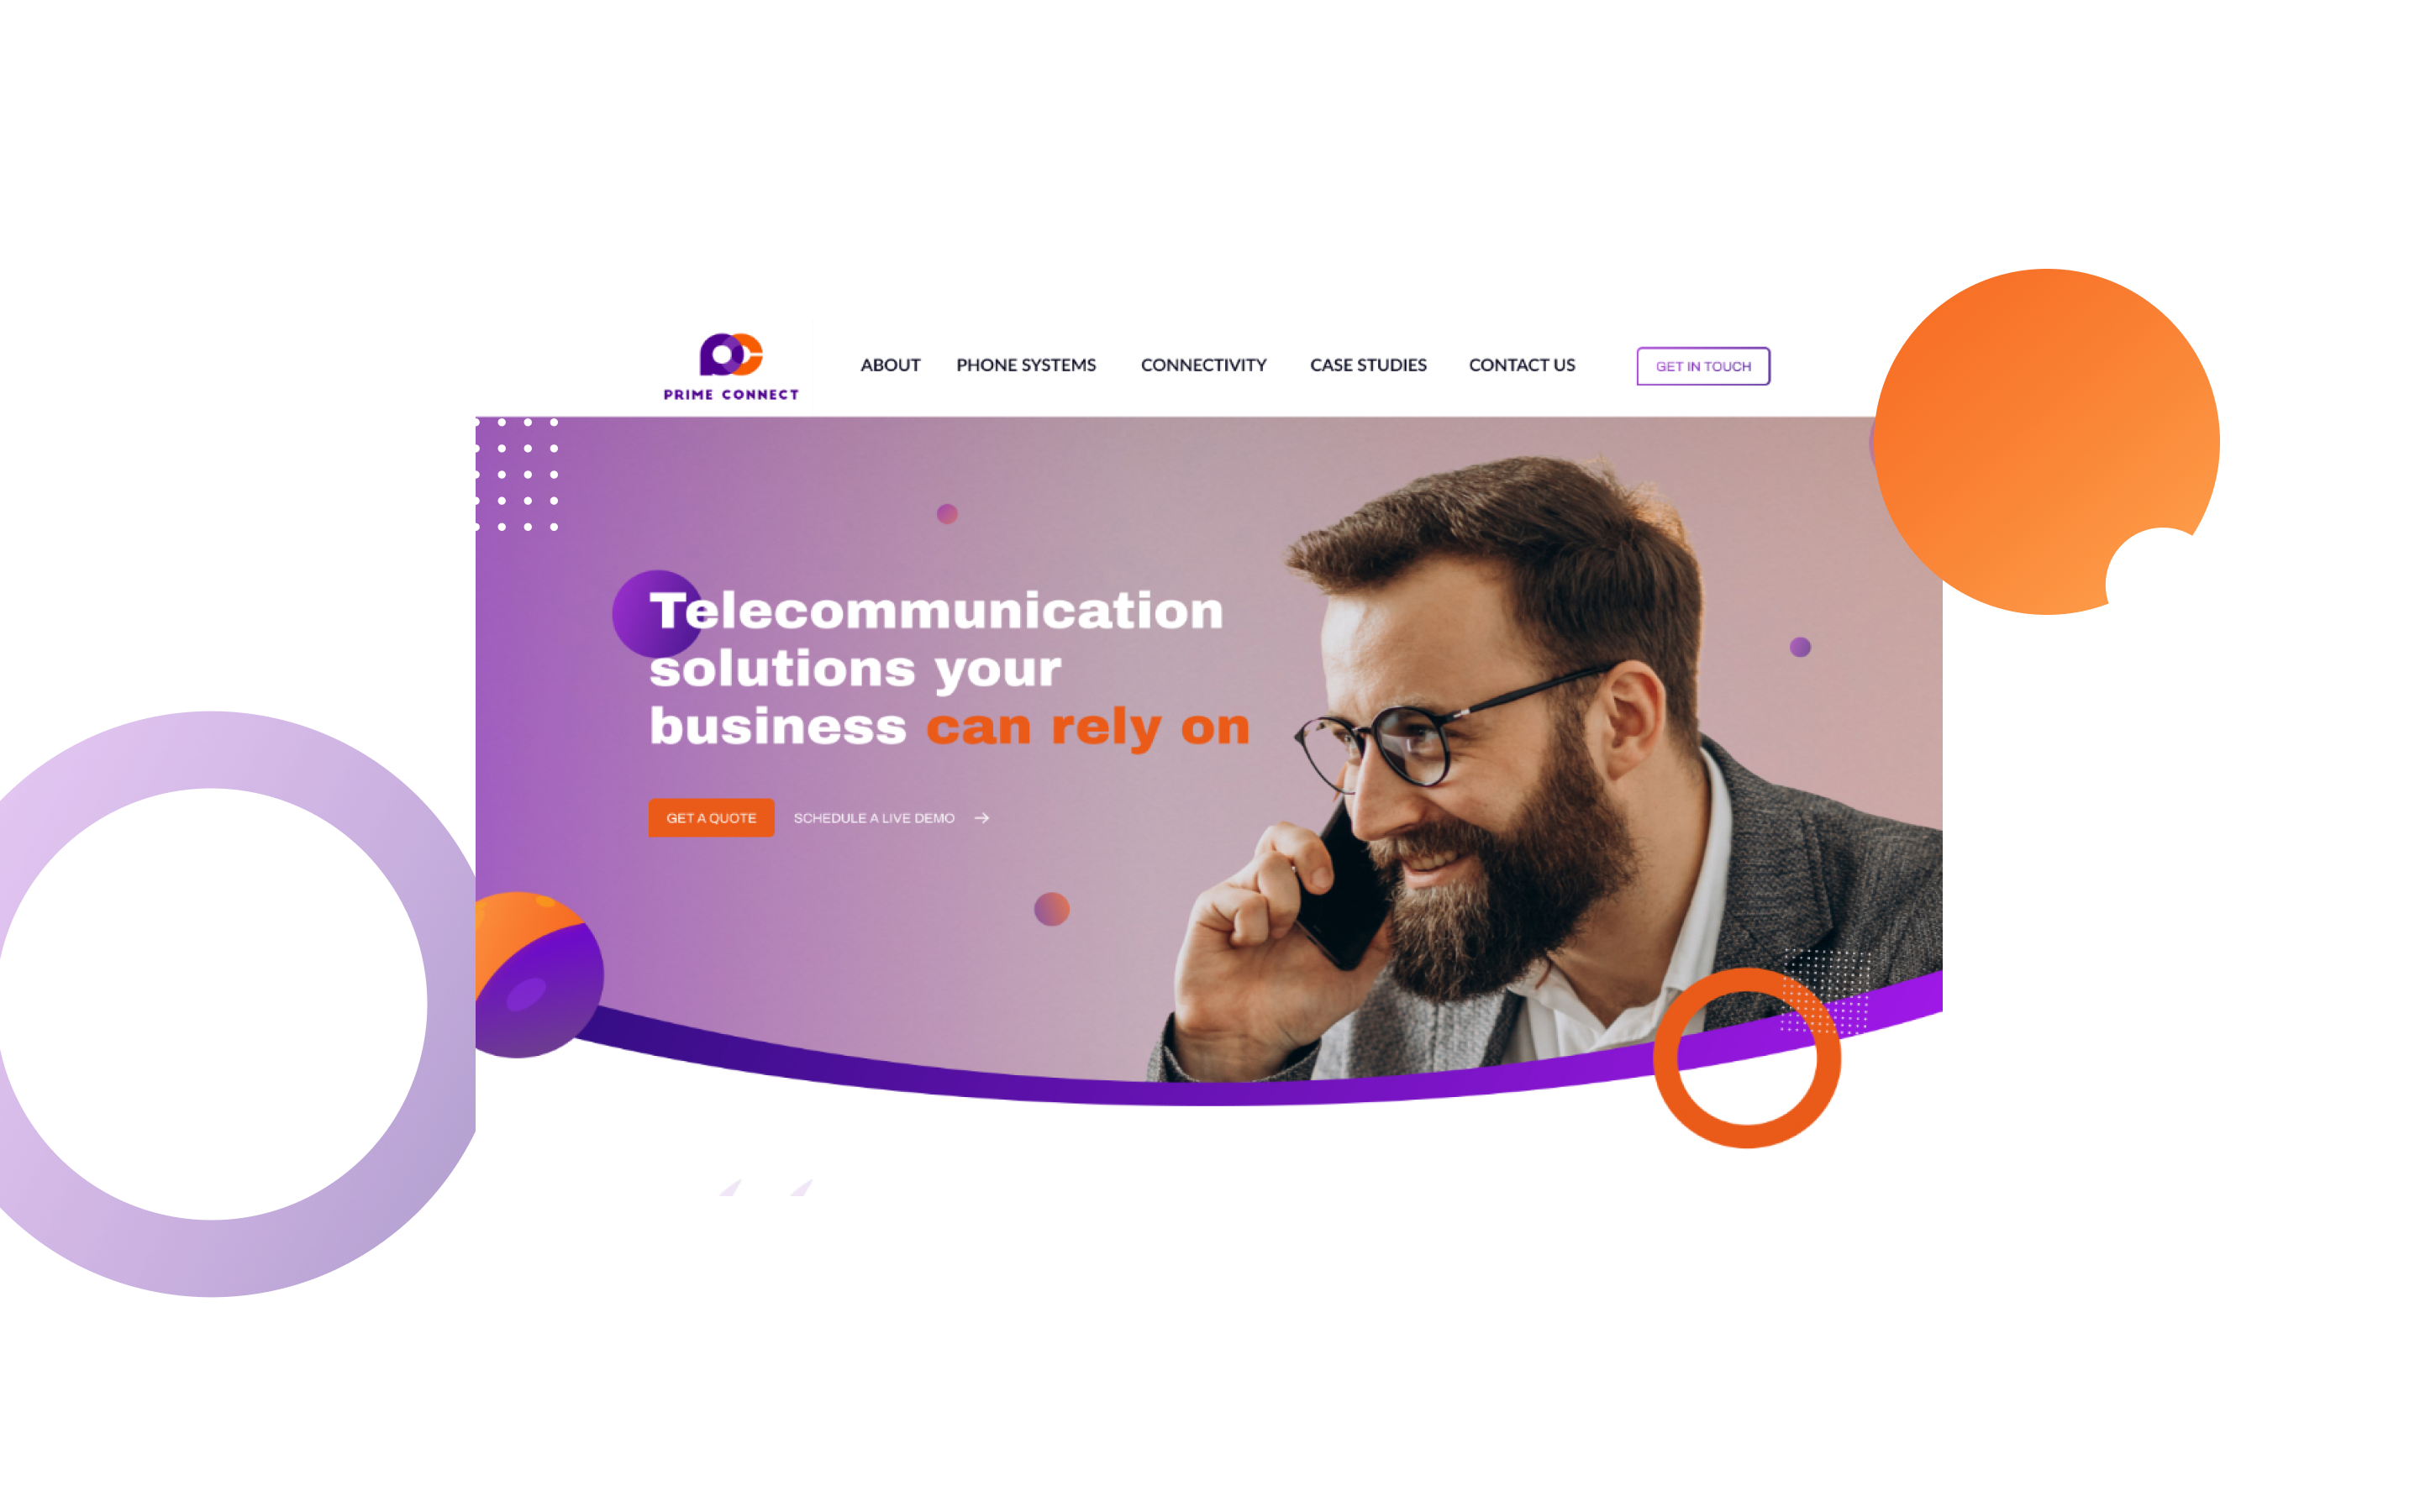 PC
PRIME CONNECT
ABOUT PHONE SYSTEMS CONNECTIVITY CASE STUDIES CONTACT US GET IN TOUCH
Telecommunication
solutions your
business can rely on
GET A QUOTE SCHEDULE A LIVE DEMO →